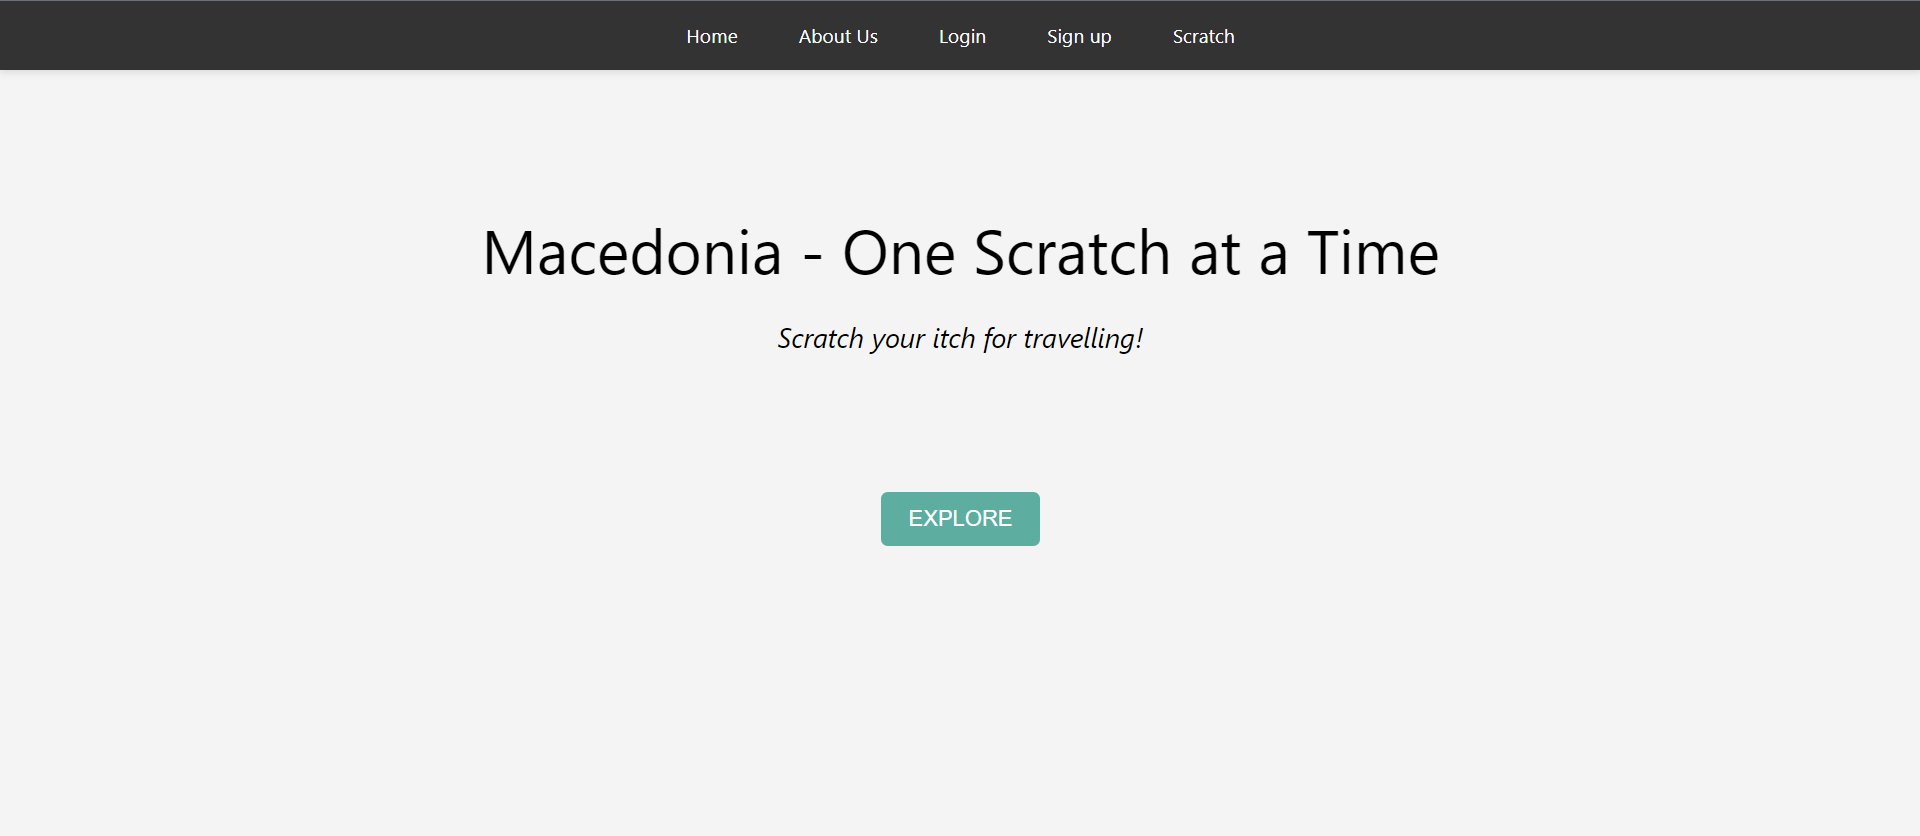 Home About Us Login Sign up Scratch
Macedonia - One Scratch at a Time
Scratch your itch for travelling!
EXPLORE